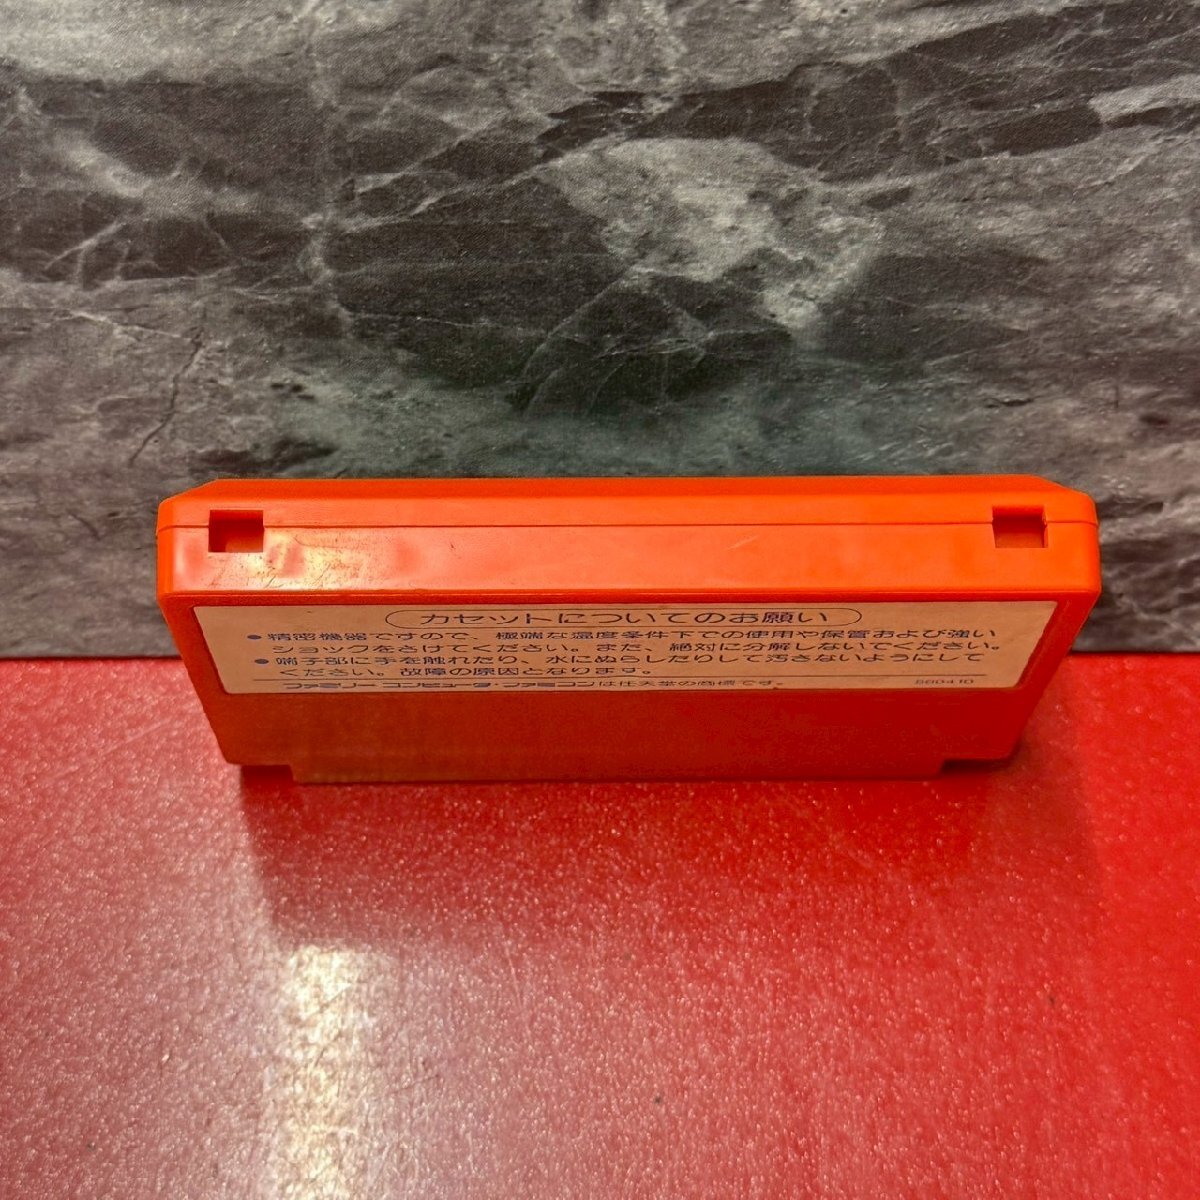 カセットについてのお願い
●精密機器ですので、極端な温度条件下での使用や保管および強い
ショックをさけてください。また、絶対に分解しないでください。
●端子部に手を触れたり、水にぬらしたりして汚さないようにして
ください。故障の原因となります。
ファミリーコンピュータ・ファミコンは任天堂の商標です。